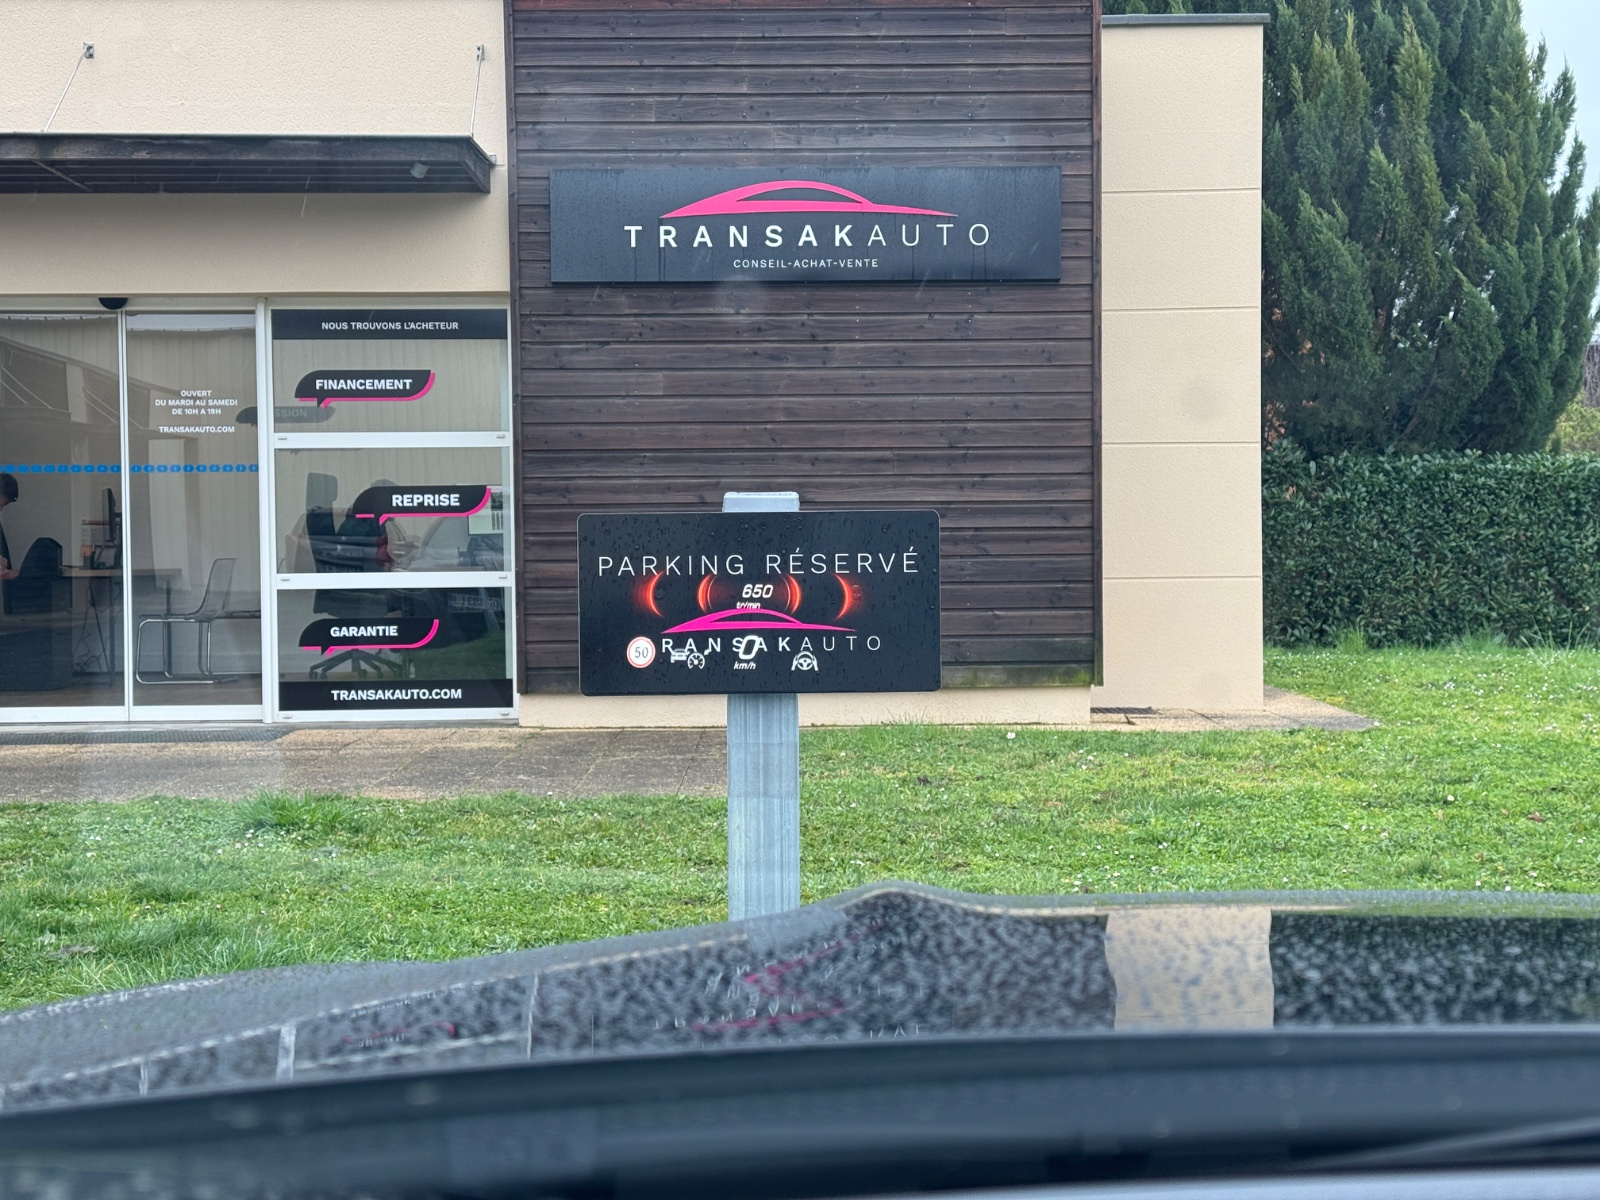 TRANSAKAUTO
CONSEIL-ACHAT-VENTE
NOUS TROUVONS L'ACHETEUR
FINANCEMENT
OUVERT
DU MARDI AU SAMEDI
DE 10H A 19H
TRANSAKAUTO.COM
REPRISE
GARANTIE
TRANSAKAUTO.COM
PARKING RÉSERVÉ
650
tr/min
TRANSAKAUTO
50
0
km/h